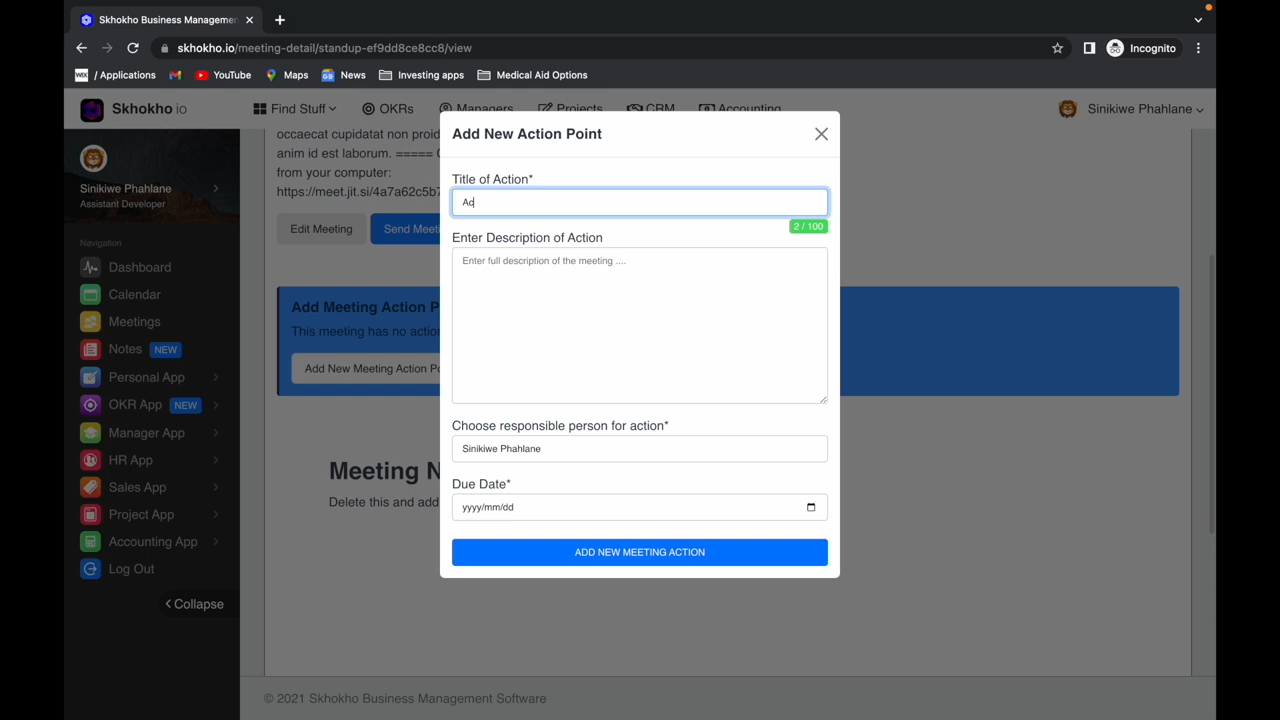 Skhokho Business Managemen
skhokho.io/meeting-detail/standup-ef9dd8ce8cc8/view
Incognito
WIX / Applications
YouTube
Maps
News
Investing apps
Medical Aid Options
Skhokho io
Find Stuff
OKRs
Managers
Projects
CRM
Accounting
Sinikiwe Phahlane
Sinikiwe Phahlane
Assistant Developer
Navigation
Dashboard
Calendar
Meetings
Notes NEW
Personal App
OKR App NEW
Manager App
HR App
Sales App
Project App
Accounting App
Log Out
Collapse
occaecat cupidatat non proid
anim id est laborum. =====
from your computer:
https://meet.jit.si/4a7a62c5b7
Edit Meeting
Send Meeti
Add Meeting Action P
This meeting has no action
Add New Meeting Action Po
Meeting N
Delete this and add
Add New Action Point
Title of Action*
Ac
2 / 100
Enter Description of Action
Enter full description of the meeting ....
Choose responsible person for action*
Sinikiwe Phahlane
Due Date*
yyyy/mm/dd
ADD NEW MEETING ACTION
© 2021 Skhokho Business Management Software